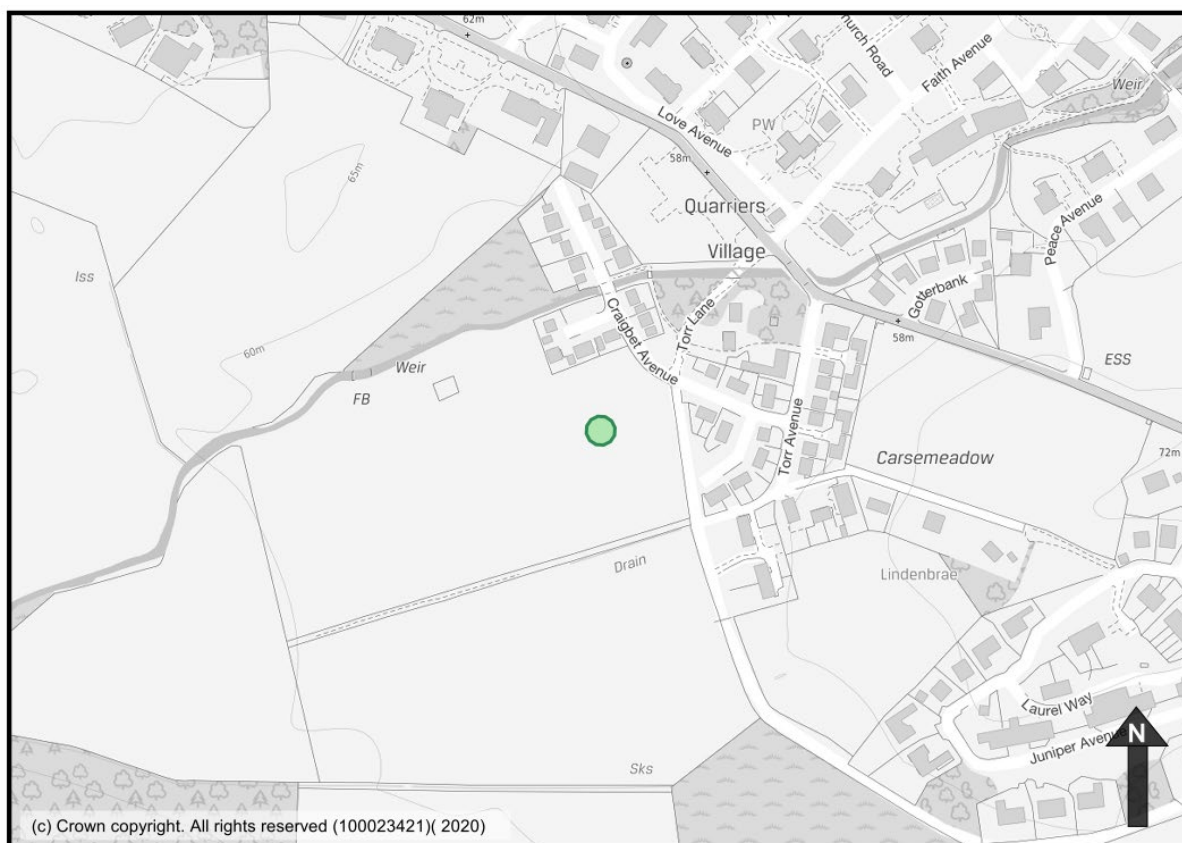 62m
Church Road
Faith Avenue
Weir
Love Avenue
PW
58m
65m
Quarriers
Village
Peace Avenue
Iss
Gotterbank
Torr Lane
Craigbet Avenue
60m
58m
ESS
Weir
FB
Torr Avenue
Carsemeadow
72m
Drain
Lindenbrae
Laurel Way
Juniper Avenue
N
Sks
(c) Crown copyright. All rights reserved (100023421)( 2020)